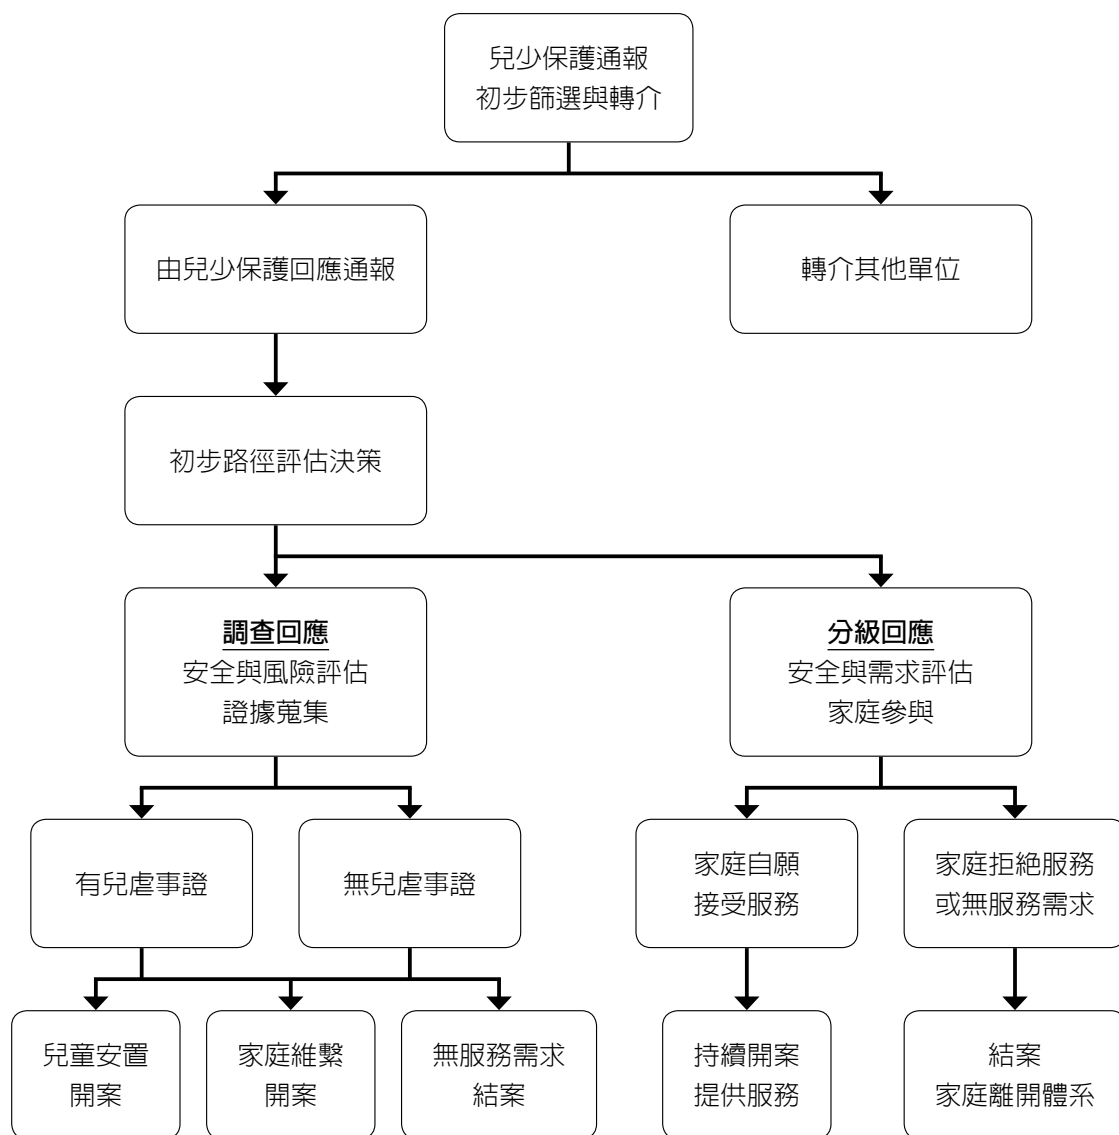 兒少保護通報
初步篩選與轉介
由兒少保護回應通報
轉介其他單位
初步路徑評估決策
調查回應
安全與風險評估
證據蒐集
分級回應
安全與需求評估
家庭參與
有兒虐事證
無兒虐事證
家庭自願
接受服務
家庭拒絕服務
或無服務需求
兒童安置
開案
家庭維繫
開案
無服務需求
結案
持續開案
提供服務
結案
家庭離開體系